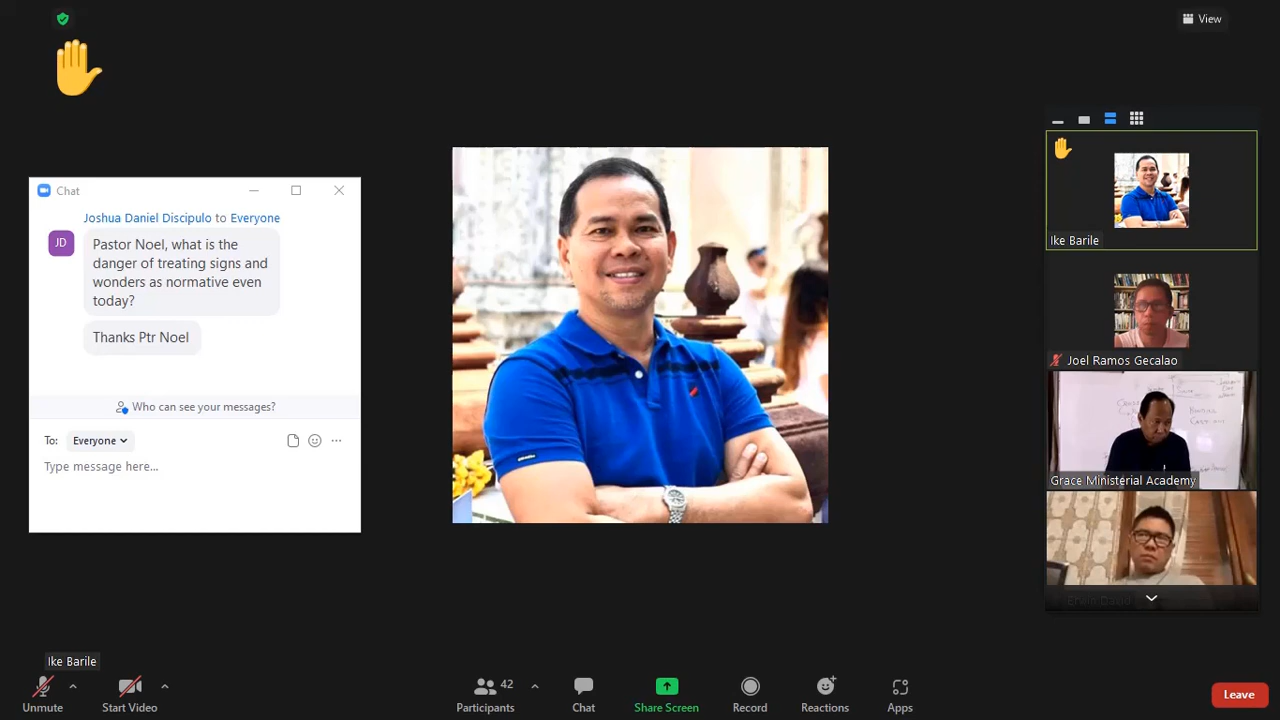 View
Chat
Joshua Daniel Discipulo to Everyone
JD
Pastor Noel, what is the
danger of treating signs and
wonders as normative even
today?
Thanks Ptr Noel
Who can see your messages?
To: Everyone
Type message here...
Ike Barile
Joel Ramos Gecalao
Grace Ministerial Academy
Ike Barile
Unmute
Start Video
42
Participants
Chat
Share Screen
Record
Reactions
Apps
Leave